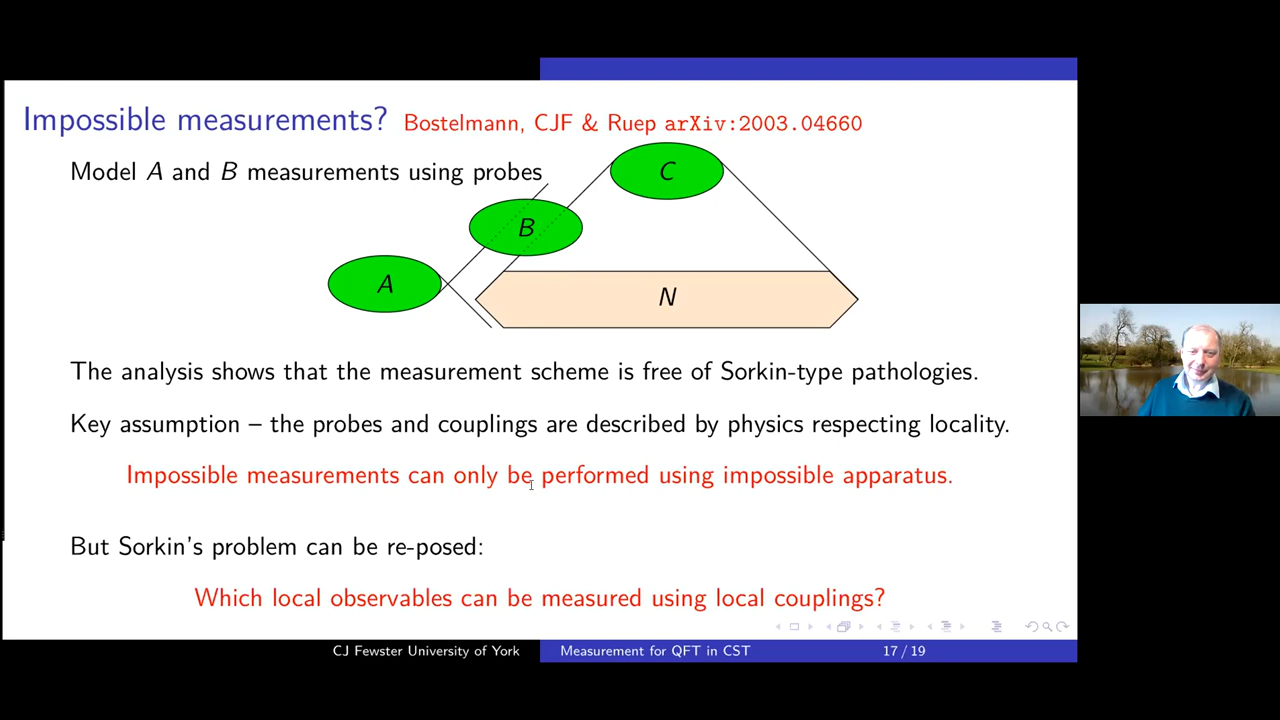 Impossible measurements? Bostelmann, CJF & Ruep arXiv:2003.04660
Model A and B measurements using probes
C
B
A
N
The analysis shows that the measurement scheme is free of Sorkin-type pathologies.
Key assumption – the probes and couplings are described by physics respecting locality.
Impossible measurements can only be performed using impossible apparatus.
But Sorkin's problem can be re-posed:
Which local observables can be measured using local couplings?
CJ Fewster University of York Measurement for QFT in CST 17 / 19